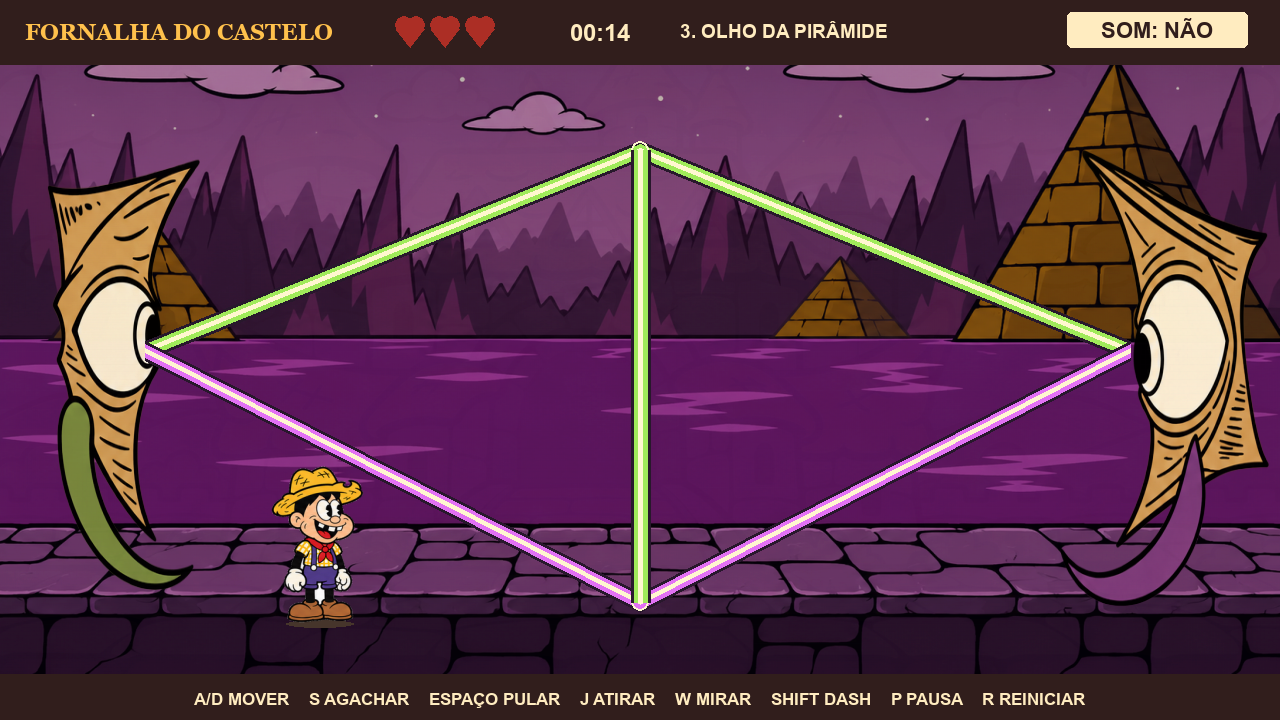 FORNALHA DO CASTELO 00:14 3. OLHO DA PIRÂMIDE SOM: NÃO
A/D MOVER S AGACHAR ESPAÇO PULAR J ATIRAR W MIRAR SHIFT DASH P PAUSA R REINICIAR